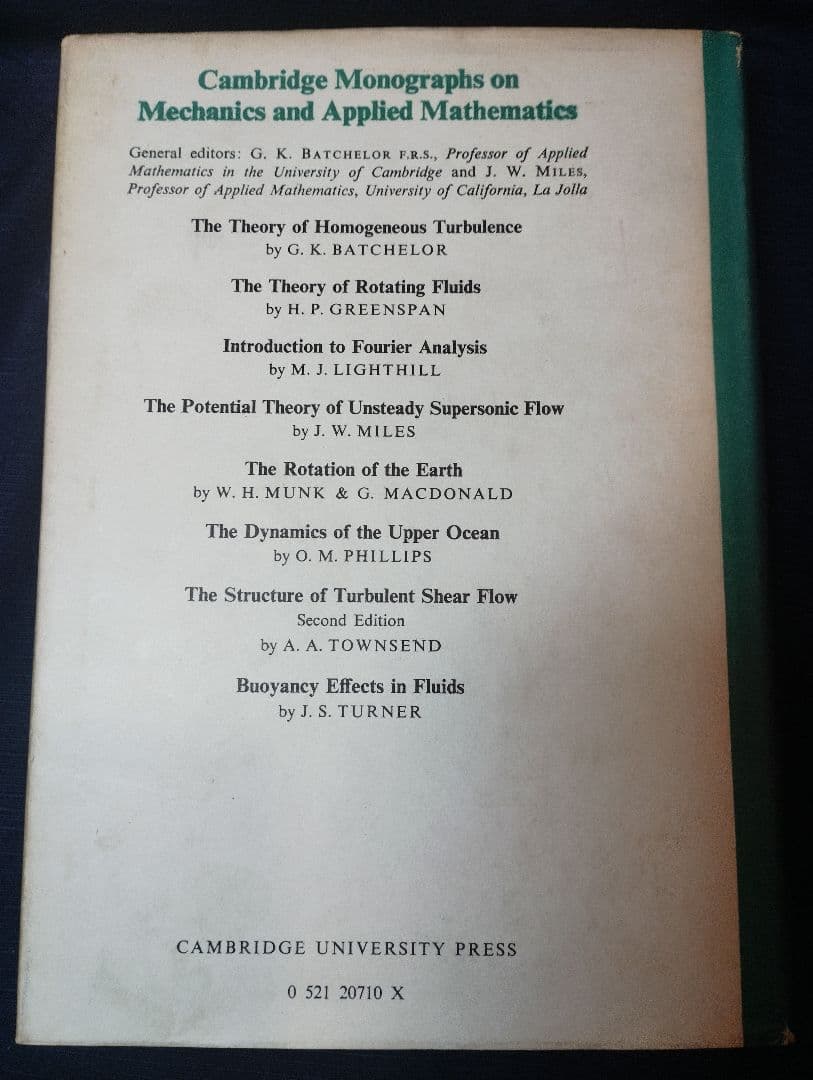 Cambridge Monographs on
Mechanics and Applied Mathematics
General editors: G. K. BATCHELOR F.R.S., Professor of Applied
Mathematics in the University of Cambridge and J. W. MILES,
Professor of Applied Mathematics, University of California, La Jolla
The Theory of Homogeneous Turbulence
by G. K. BATCHELOR
The Theory of Rotating Fluids
by H. P. GREENSPAN
Introduction to Fourier Analysis
by M. J. LIGHTHILL
The Potential Theory of Unsteady Supersonic Flow
by J. W. MILES
The Rotation of the Earth
by W. H. MUNK & G. MACDONALD
The Dynamics of the Upper Ocean
by O. M. PHILLIPS
The Structure of Turbulent Shear Flow
Second Edition
by A. A. TOWNSEND
Buoyancy Effects in Fluids
by J. S. TURNER
CAMBRIDGE UNIVERSITY PRESS
0 521 20710 X